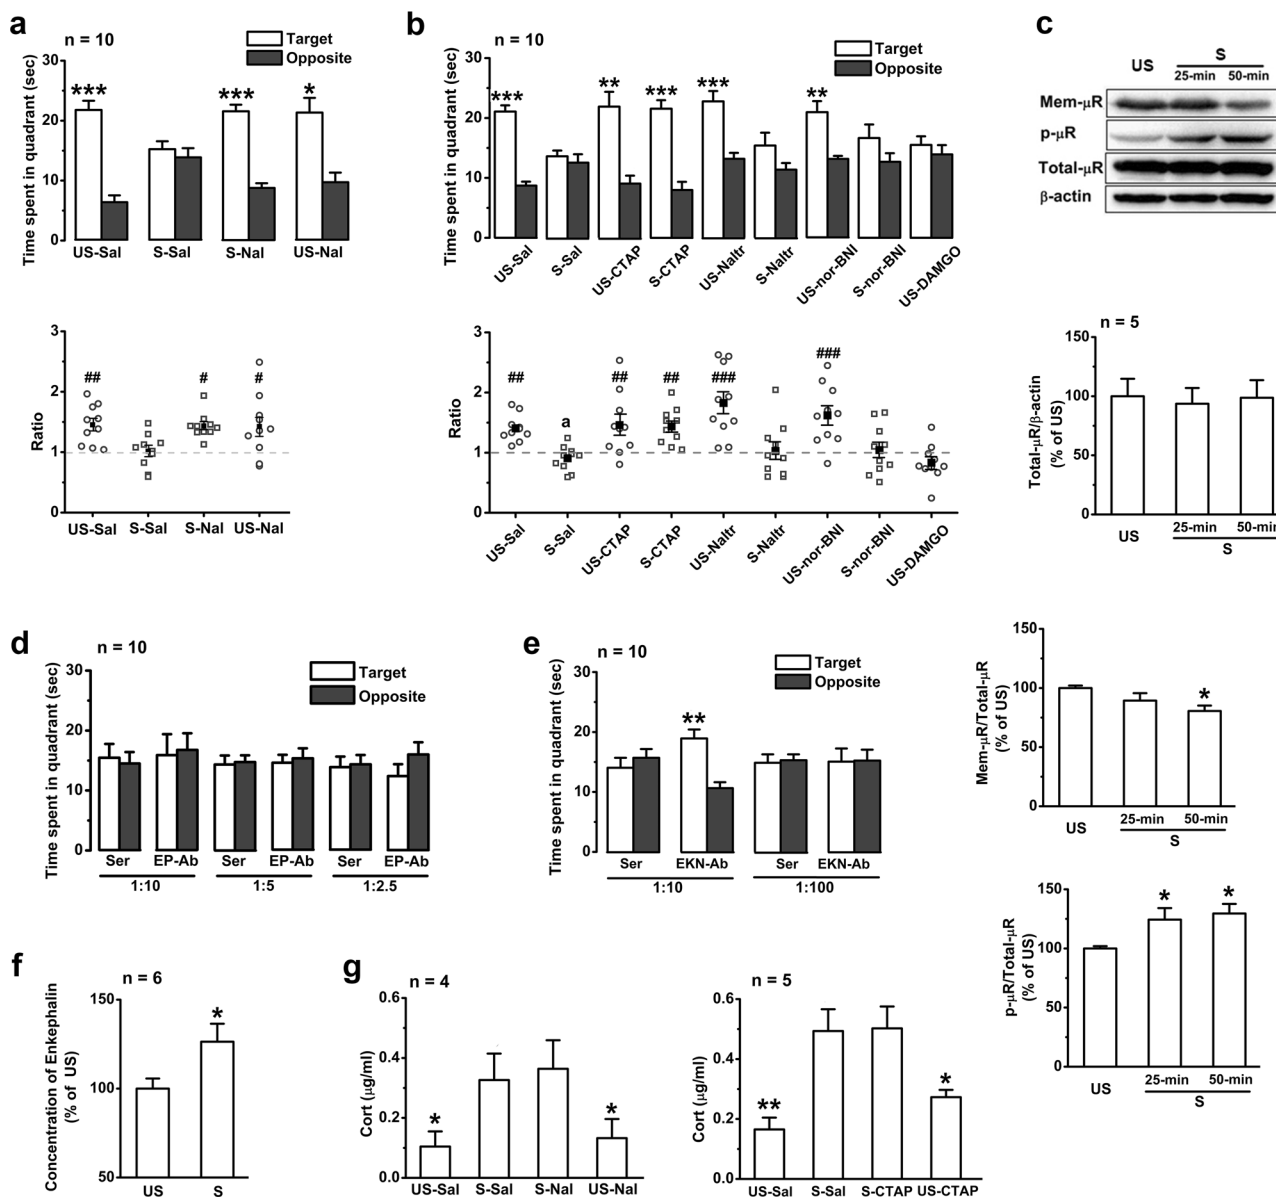 a
n = 10
Target
Opposite
Time spent in quadrant (sec)
30
20
10
0
***
***
*
US-Sal
S-Sal
S-Nal
US-Nal
Ratio
3
2
1
0
##
#
#
US-Sal
S-Sal
S-Nal
US-Nal
b
n = 10
Target
Opposite
Time spent in quadrant (sec)
30
20
10
0
***
**
***
***
**
US-Sal
S-Sal
US-CTAP
S-CTAP
US-Naltr
S-Naltr
US-nor-BNI
S-nor-BNI
US-DAMGO
Ratio
3
2
1
0
##
a
##
##
###
###
US-Sal
S-Sal
US-CTAP
S-CTAP
US-Naltr
S-Naltr
US-nor-BNI
S-nor-BNI
US-DAMGO
c
US
S
25-min
50-min
Mem-μR
p-μR
Total-μR
β-actin
n = 5
Total-μR/β-actin
(% of US)
150
100
50
0
US
25-min
50-min
S
Mem-μR/Total-μR
(% of US)
150
100
50
0
*
US
25-min
50-min
S
p-μR/Total-μR
(% of US)
150
100
50
0
*
*
US
25-min
50-min
S
d
n = 10
Target
Opposite
Time spent in quadrant (sec)
30
20
10
0
Ser
EP-Ab
Ser
EP-Ab
Ser
EP-Ab
1:10
1:5
1:2.5
e
n = 10
Target
Opposite
Time spent in quadrant (sec)
30
20
10
0
**
Ser
EKN-Ab
Ser
EKN-Ab
1:10
1:100
f
n = 6
Concentration of Enkephalin
(% of US)
150
100
50
*
US
S
g
n = 4
Cort (μg/ml)
0.6
0.4
0.2
0.0
*
*
US-Sal
S-Sal
S-Nal
US-Nal
n = 5
Cort (μg/ml)
0.6
0.4
0.2
0.0
**
*
US-Sal
S-Sal
S-CTAP
US-CTAP